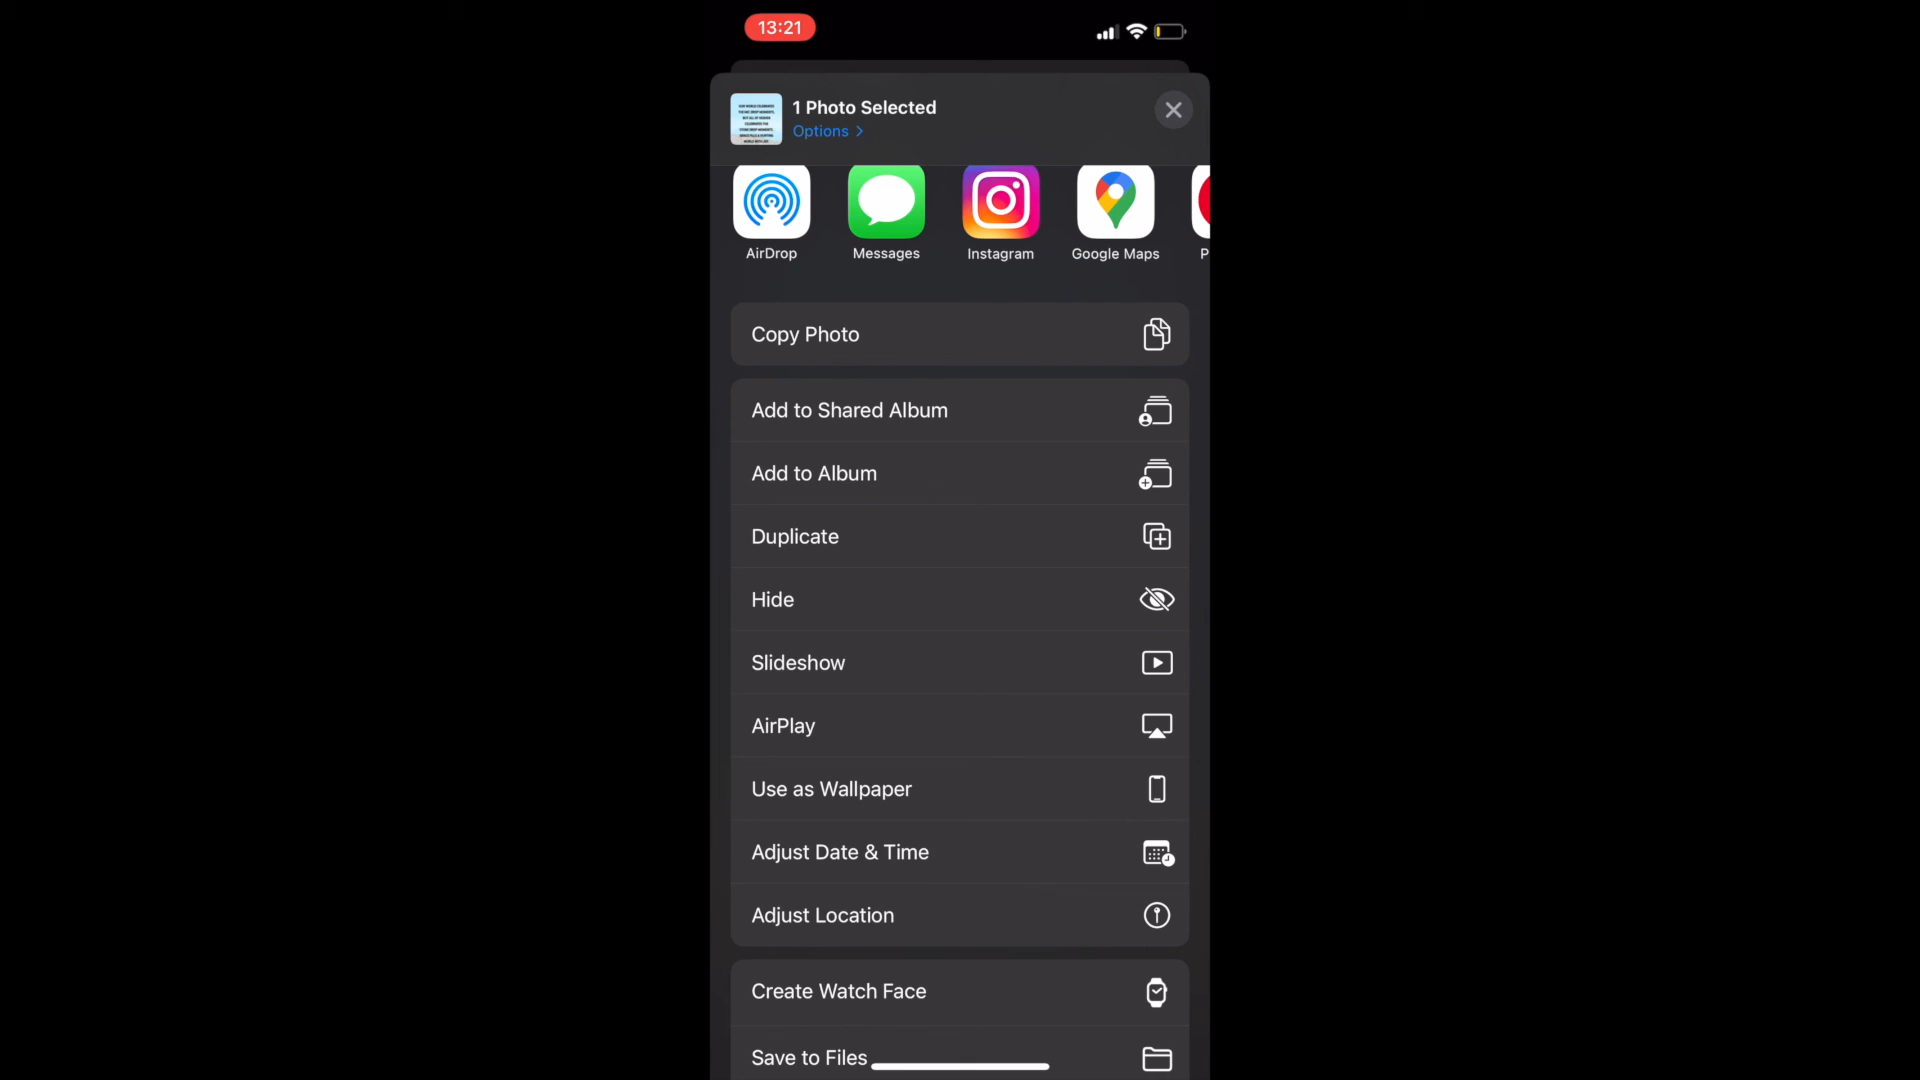 13:21
1 Photo Selected
Options
AirDrop
Messages
Instagram
Google Maps
P
Copy Photo
Add to Shared Album
Add to Album
Duplicate
Hide
Slideshow
AirPlay
Use as Wallpaper
Adjust Date & Time
Adjust Location
Create Watch Face
Save to Files